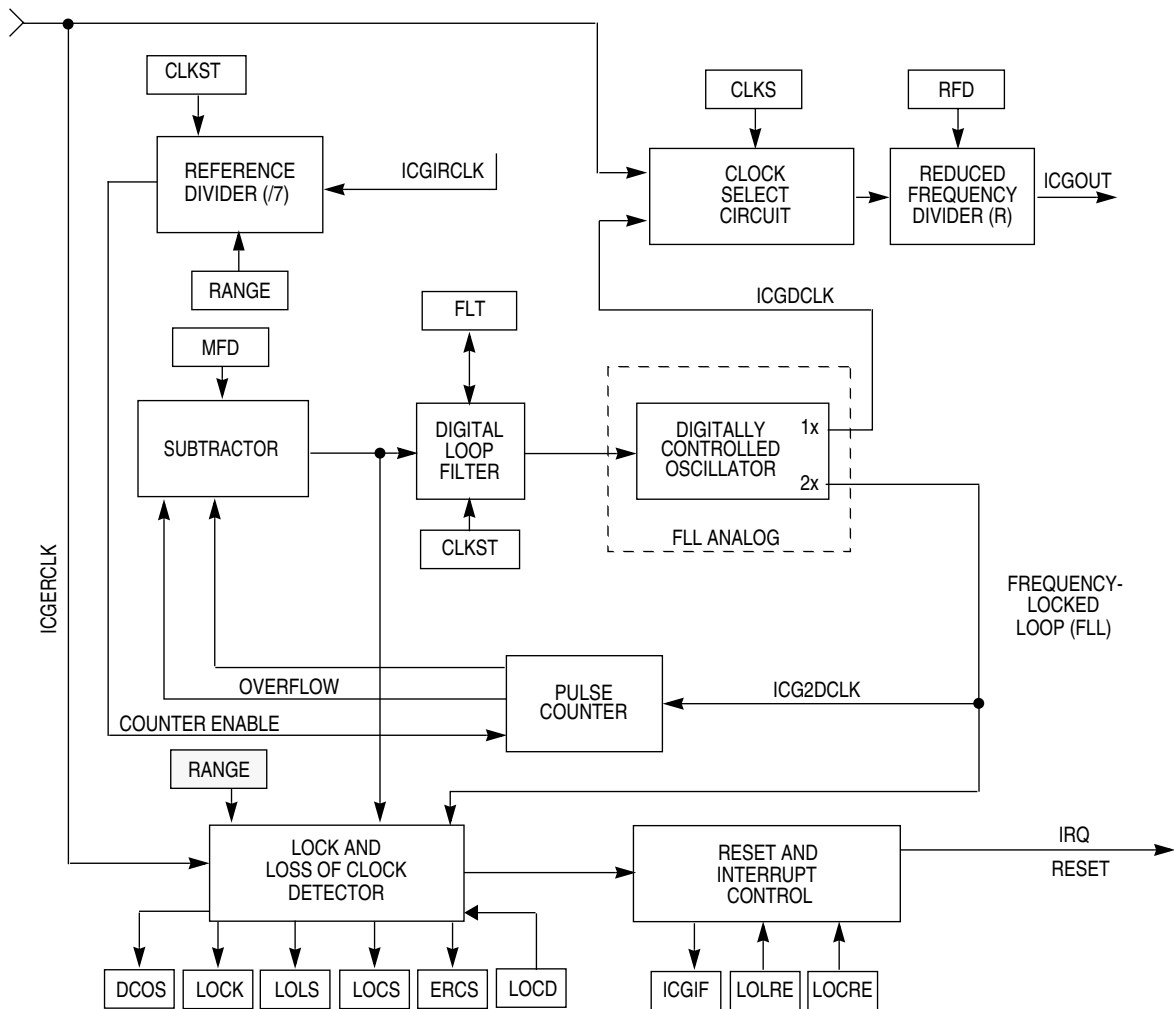 CLKST
CLKS
RFD
REFERENCE
DIVIDER (/7)
ICGIRCLK
CLOCK
SELECT
CIRCUIT
REDUCED
FREQUENCY
DIVIDER (R)
ICGOUT
RANGE
ICGDCLK
FLT
MFD
SUBTRACTOR
DIGITAL
LOOP
FILTER
DIGITALLY
CONTROLLED
OSCILLATOR
1x
2x
FLL ANALOG
CLKST
ICGERCLK
FREQUENCY-
LOCKED
LOOP (FLL)
OVERFLOW
PULSE
COUNTER
ICG2DCLK
COUNTER ENABLE
RANGE
LOCK AND
LOSS OF CLOCK
DETECTOR
RESET AND
INTERRUPT
CONTROL
IRQ
RESET
DCOS
LOCK
LOLS
LOCS
ERCS
LOCD
ICGIF
LOLRE
LOCRE